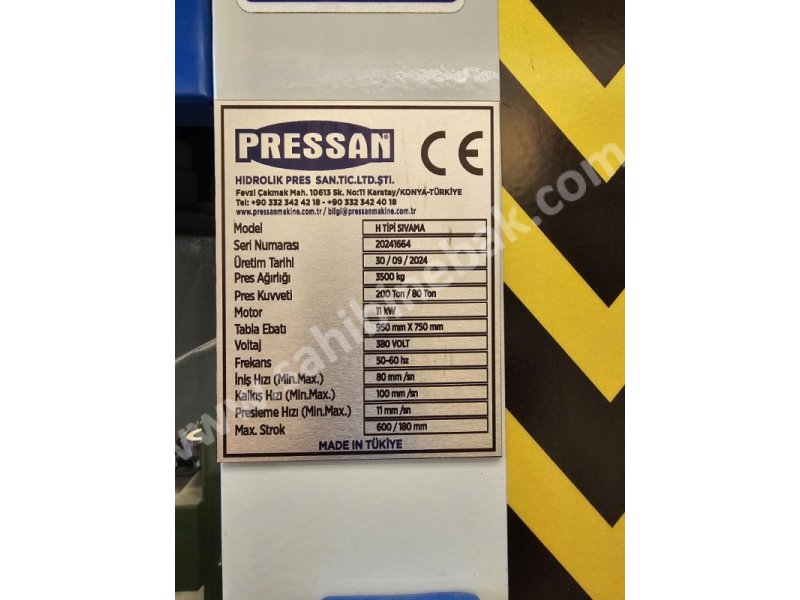 PRESSAN®
CE
HIDROLIK PRES SAN.TIC.LTD.ŞTİ.
Fevzi Çakmak Mah. 10613 Sk. No:11 Karatay/KONYA-TÜRKİYE
Tel: +90 332 342 42 18 - +90 332 342 40 18
www.pressanmakine.com.tr / bilgi@pressanmakine.com.tr
Model H TİPİ SIVAMA
Seri Numarası 20241664
Üretim Tarihi 30 / 09 / 2024
Pres Ağırlığı 3500 kg
Pres Kuvveti 200 Ton / 80 Ton
Motor 11 kW
Tabla Ebatı 950 mm X 750 mm
Voltaj 380 VOLT
Frekans 50-60 hz
İniş Hızı (Min.Max.) 80 mm/sn
Kalkış Hızı (Min.Max.) 100 mm/sn
Presleme Hızı (Min.Max.) 11 mm/sn
Max. Strok 600 / 180 mm
MADE IN TÜKİYE
www.sahibinebak.com